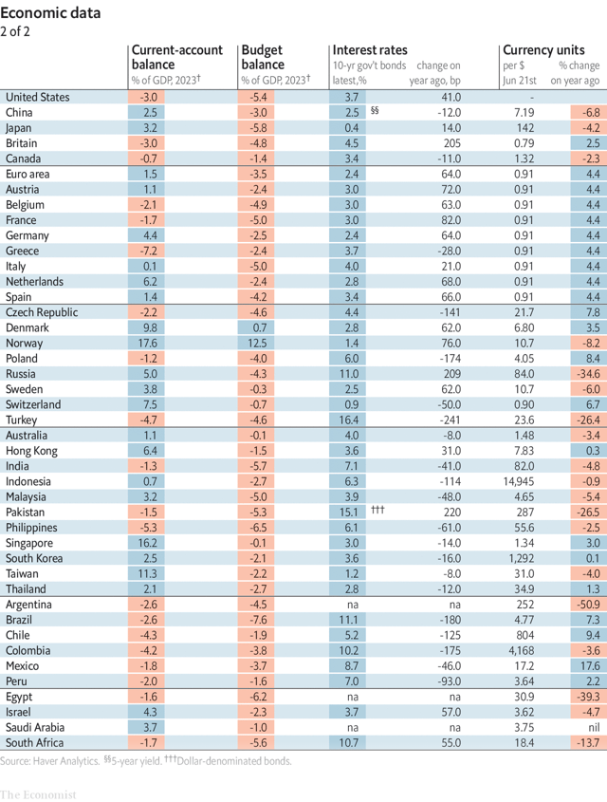 Economic data
2 of 2
Current-account balance Budget balance Interest rates Currency units
% of GDP, 2023† % of GDP, 2023† 10-yr gov't bonds latest,% change on year ago, bp per $ Jun 21st % change on year ago
United States -3.0 -5.4 3.7 41.0 -
China 2.5 -3.0 2.5 §§ -12.0 7.19 -6.8
Japan 3.2 -5.8 0.4 14.0 142 -4.2
Britain -3.0 -4.8 4.5 205 0.79 2.5
Canada -0.7 -1.4 3.4 -11.0 1.32 -2.3
Euro area 1.5 -3.5 2.4 64.0 0.91 4.4
Austria 1.1 -2.4 3.0 72.0 0.91 4.4
Belgium -2.1 -4.9 3.0 63.0 0.91 4.4
France -1.7 -5.0 3.0 82.0 0.91 4.4
Germany 4.4 -2.5 2.4 64.0 0.91 4.4
Greece -7.2 -2.4 3.7 -28.0 0.91 4.4
Italy 0.1 -5.0 4.0 21.0 0.91 4.4
Netherlands 6.2 -2.4 2.8 68.0 0.91 4.4
Spain 1.4 -4.2 3.4 66.0 0.91 4.4
Czech Republic -2.2 -4.6 4.4 -141 21.7 7.8
Denmark 9.8 0.7 2.8 62.0 6.80 3.5
Norway 17.6 12.5 1.4 76.0 10.7 -8.2
Poland -1.2 -4.0 6.0 -174 4.05 8.4
Russia 5.0 -4.3 11.0 209 84.0 -34.6
Sweden 3.8 -0.3 2.5 62.0 10.7 -6.0
Switzerland 7.5 -0.7 0.9 -50.0 0.90 6.7
Turkey -4.7 -4.6 16.4 -241 23.6 -26.4
Australia 1.1 -0.1 4.0 -8.0 1.48 -3.4
Hong Kong 6.4 -1.5 3.6 31.0 7.83 0.3
India -1.3 -5.7 7.1 -41.0 82.0 -4.8
Indonesia 0.7 -2.7 6.3 -114 14,945 -0.9
Malaysia 3.2 -5.0 3.9 -48.0 4.65 -5.4
Pakistan -1.5 -5.3 15.1 ††† 220 287 -26.5
Philippines -5.3 -6.5 6.1 -61.0 55.6 -2.5
Singapore 16.2 -0.1 3.0 -14.0 1.34 3.0
South Korea 2.5 -2.1 3.6 -16.0 1,292 0.1
Taiwan 11.3 -2.2 1.2 -8.0 31.0 -4.0
Thailand 2.1 -2.7 2.8 -12.0 34.9 1.3
Argentina -2.6 -4.5 na na 252 -50.9
Brazil -2.6 -7.6 11.1 -180 4.77 7.3
Chile -4.3 -1.9 5.2 -125 804 9.4
Colombia -4.2 -3.8 10.2 -175 4,168 -3.6
Mexico -1.8 -3.7 8.7 -46.0 17.2 17.6
Peru -2.0 -1.6 7.0 -93.0 3.64 2.2
Egypt -1.6 -6.2 na na 30.9 -39.3
Israel 4.3 -2.3 3.7 57.0 3.62 -4.7
Saudi Arabia 3.7 -1.0 na na 3.75 nil
South Africa -1.7 -5.6 10.7 55.0 18.4 -13.7
Source: Haver Analytics. §§5-year yield. †††Dollar-denominated bonds.
The Economist